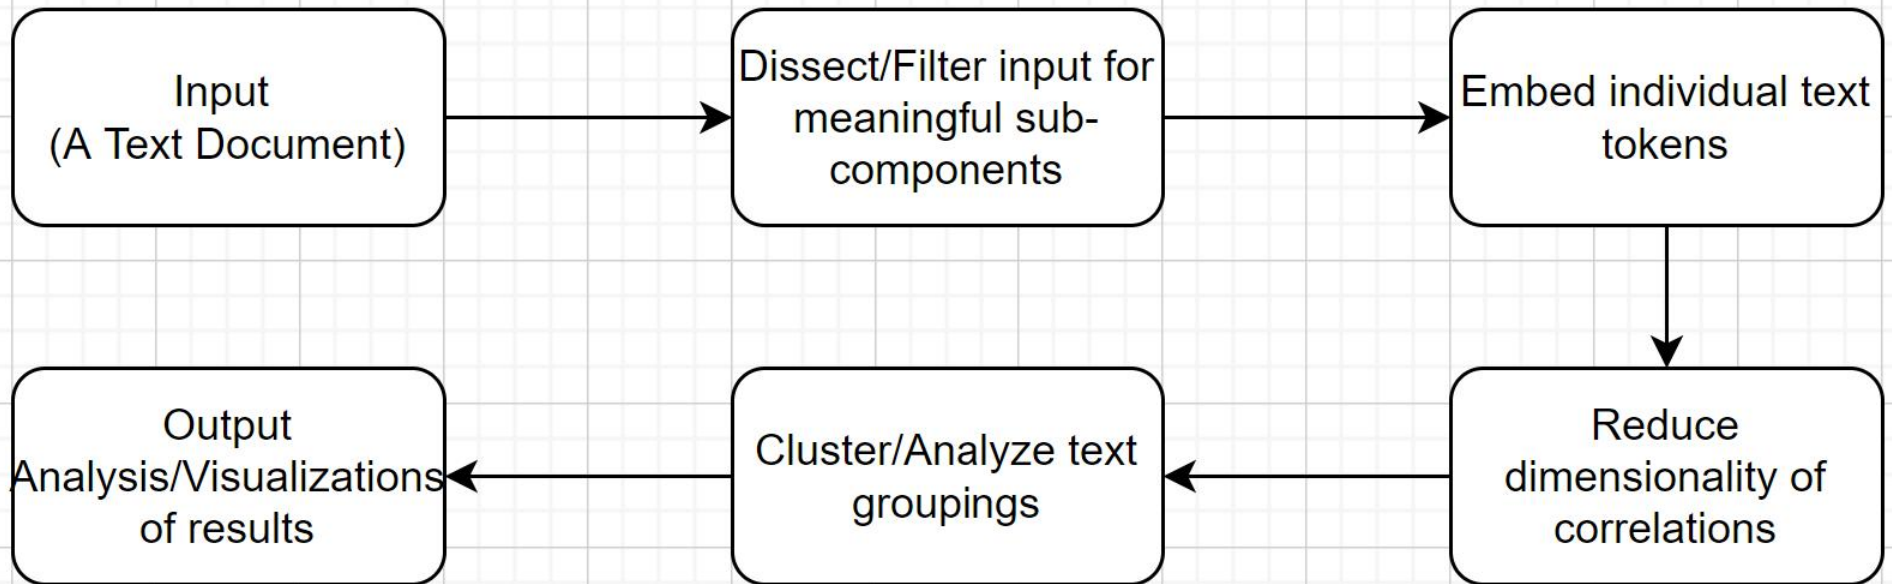 Input
(A Text Document)
Dissect/Filter input for
meaningful sub-
components
Embed individual text
tokens
Reduce
dimensionality of
correlations
Cluster/Analyze text
groupings
Output
Analysis/Visualizations
of results